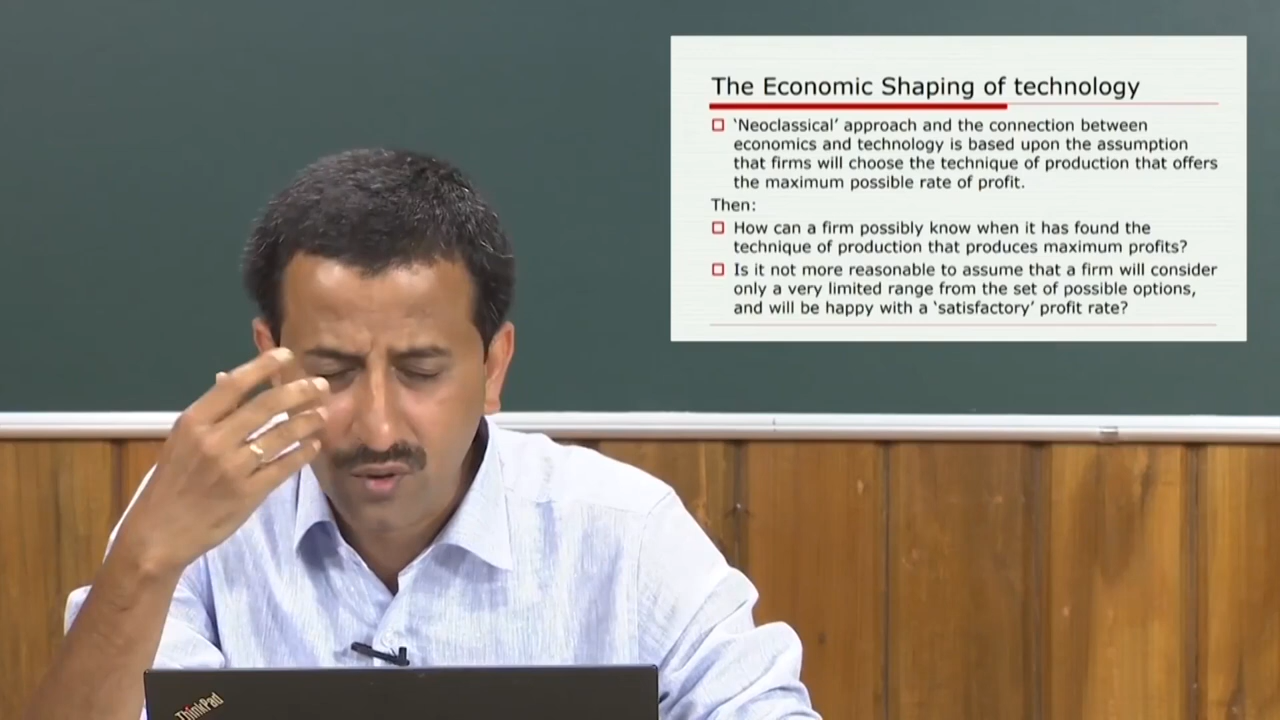 The Economic Shaping of technology
‘Neoclassical’ approach and the connection between
economics and technology is based upon the assumption
that firms will choose the technique of production that offers
the maximum possible rate of profit.
Then:
How can a firm possibly know when it has found the
technique of production that produces maximum profits?
Is it not more reasonable to assume that a firm will consider
only a very limited range from the set of possible options,
and will be happy with a ‘satisfactory’ profit rate?
ThinkPad